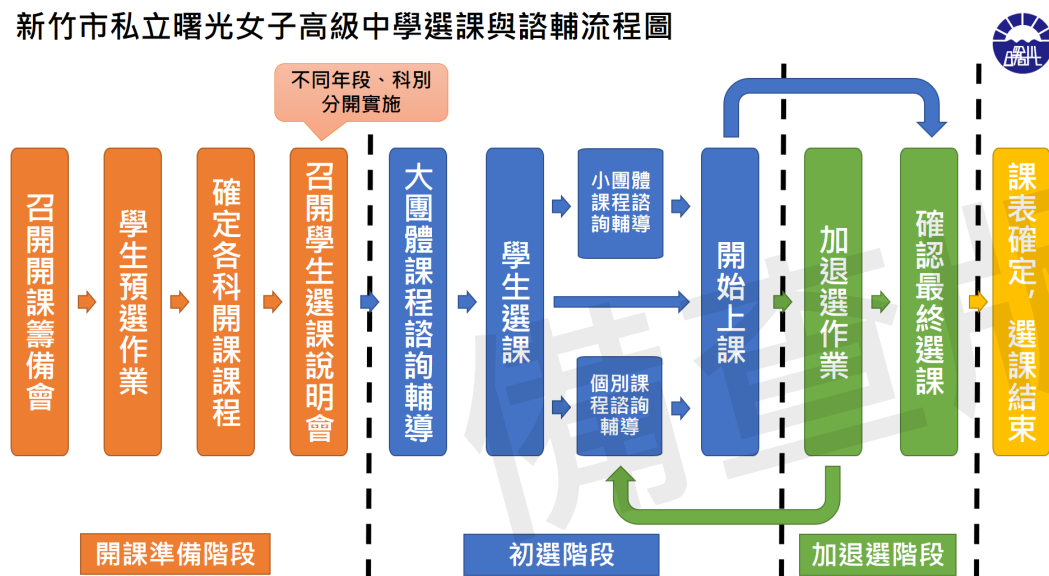 新竹市私立曙光女子高級中學選課與諮輔流程圖
曙光
不同年段、科別
分開實施
召開開課籌備會
學生預選作業
確定各科開課課程
召開學生選課說明會
大團體課程諮詢輔導
學生選課
小團體
課程諮
詢輔導
個別課
程諮詢
輔導
開始上課
加退選作業
確認最終選課
課表確定，選課結束
開課準備階段
初選階段
加退選階段
備查